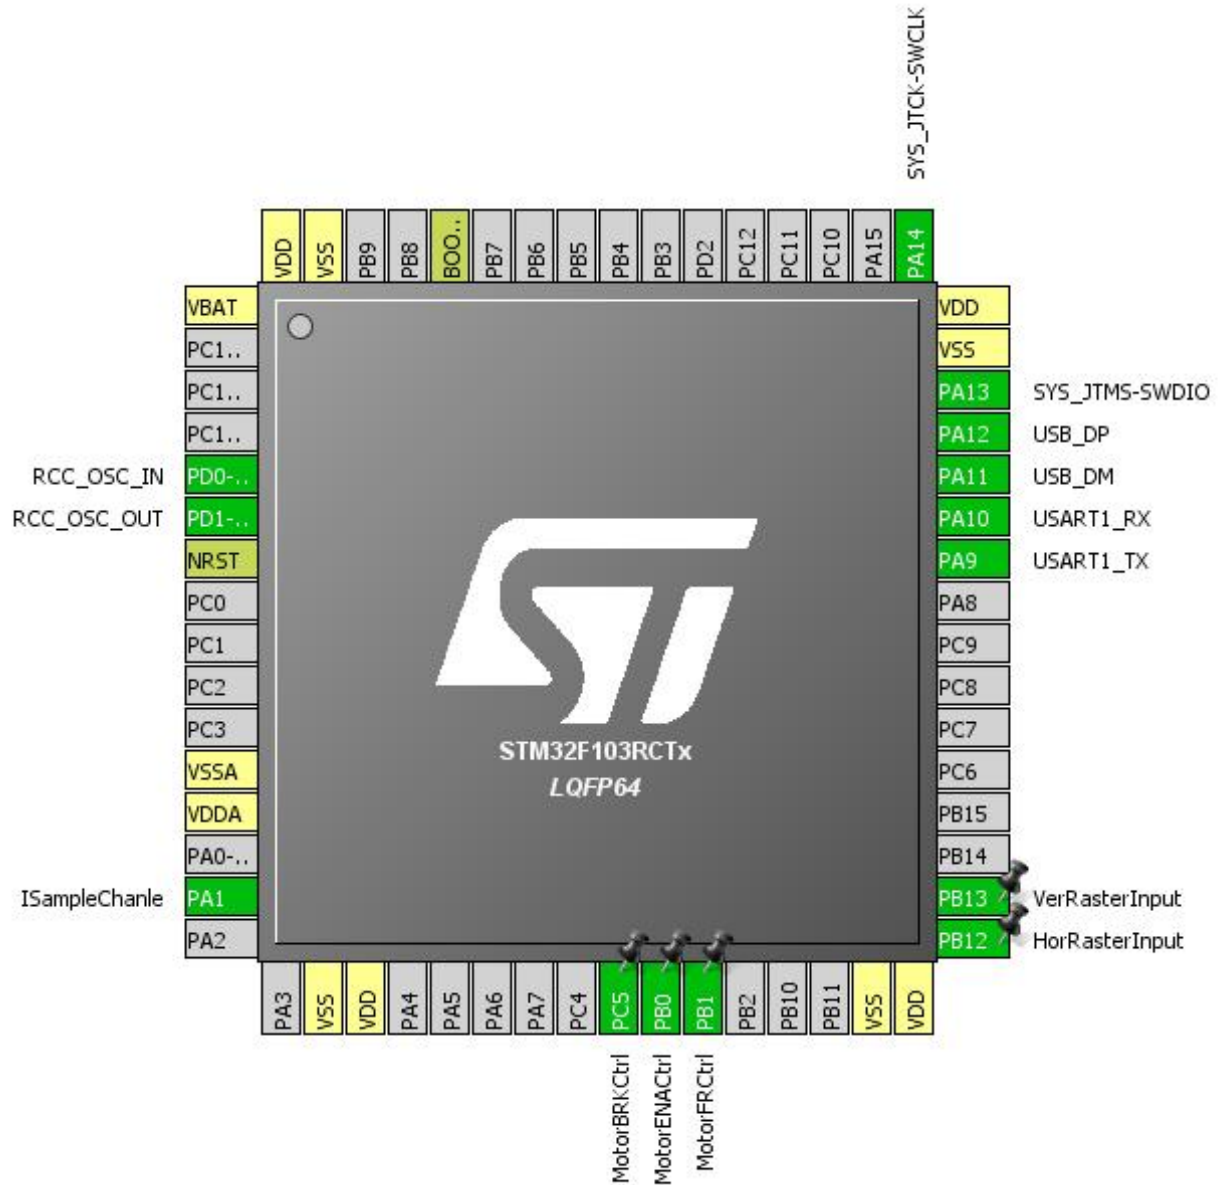 SYS_JTCK-SWCLK
VDD
VSS
PB9
PB8
BOO..
PB7
PB6
PB5
PB4
PB3
PD2
PC12
PC11
PC10
PA15
PA14
VBAT
PC1..
PC1..
PC1..
RCC_OSC_IN PD0-..
RCC_OSC_OUT PD1-..
NRST
PC0
PC1
PC2
PC3
VSSA
VDDA
PA0-..
ISampleChanle PA1
PA2
STM32F103RCTx
LQFP64
VDD
VSS
PA13 SYS_JTMS-SWDIO
PA12 USB_DP
PA11 USB_DM
PA10 USART1_RX
PA9 USART1_TX
PA8
PC9
PC8
PC7
PC6
PB15
PB14
PB13 VerRasterInput
PB12 HorRasterInput
PA3
VSS
VDD
PA4
PA5
PA6
PA7
PC4
PC5
PB0
PB1
PB2
PB10
PB11
VSS
VDD
MotorBRKCtrl
MotorENACtrl
MotorFRCtrl